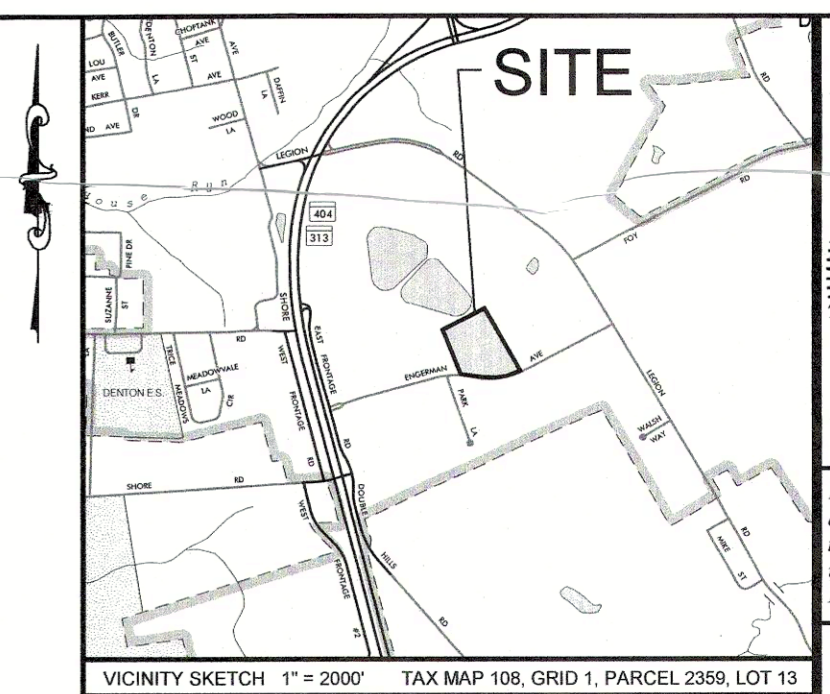 CHOFTANK
AVE
BUTLER
DENTON
LA
ST
AVE
LOU
AVE
AVE
KERR
DR
DAFFIN
LA
WOOD
LA
ND AVE
SITE
RD
LEGION
RD
House Run
404
313
RD
FOY
PINE DR
SUZANNE
ST
SHORE
RD
WEST
FRONTAGE
RD
EAST
FRONTAGE
RD
TRICE
MEADOWS
MEADOWVALE
LA
CIR
DENTON E.S.
ENGERMAN
AVE
PARK
LA
LEGION
RD
WALSH
WAY
SHORE RD
WEST
FRONTAGE
#2
DOUBLE
HILLS
RD
MIKE
ST
VICINITY SKETCH 1" = 2000' TAX MAP 108, GRID 1, PARCEL 2359, LOT 13